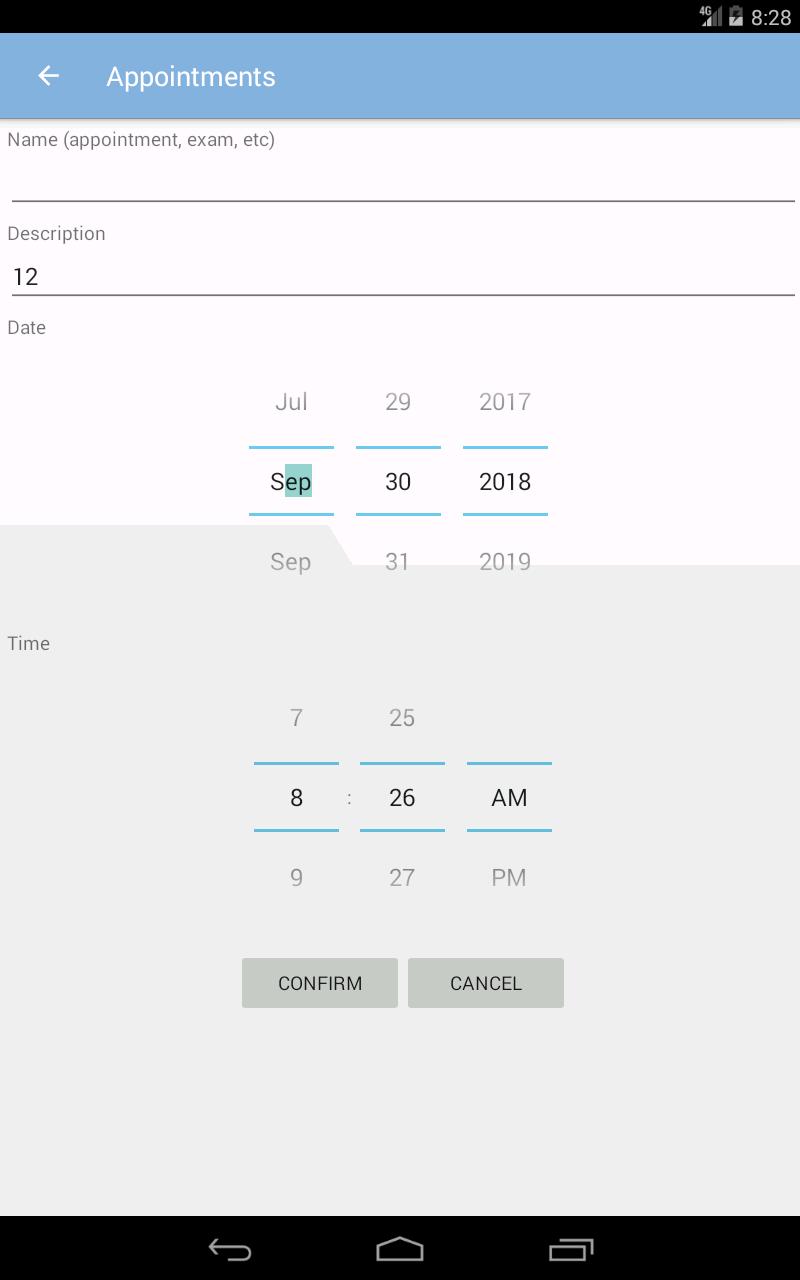 4G 8:28
Appointments
Name (appointment, exam, etc)
Description
12
Date
Jul 29 2017
Sep 30 2018
Sep 31 2019
Time
7 25
8 : 26 AM
9 27 PM
CONFIRM CANCEL